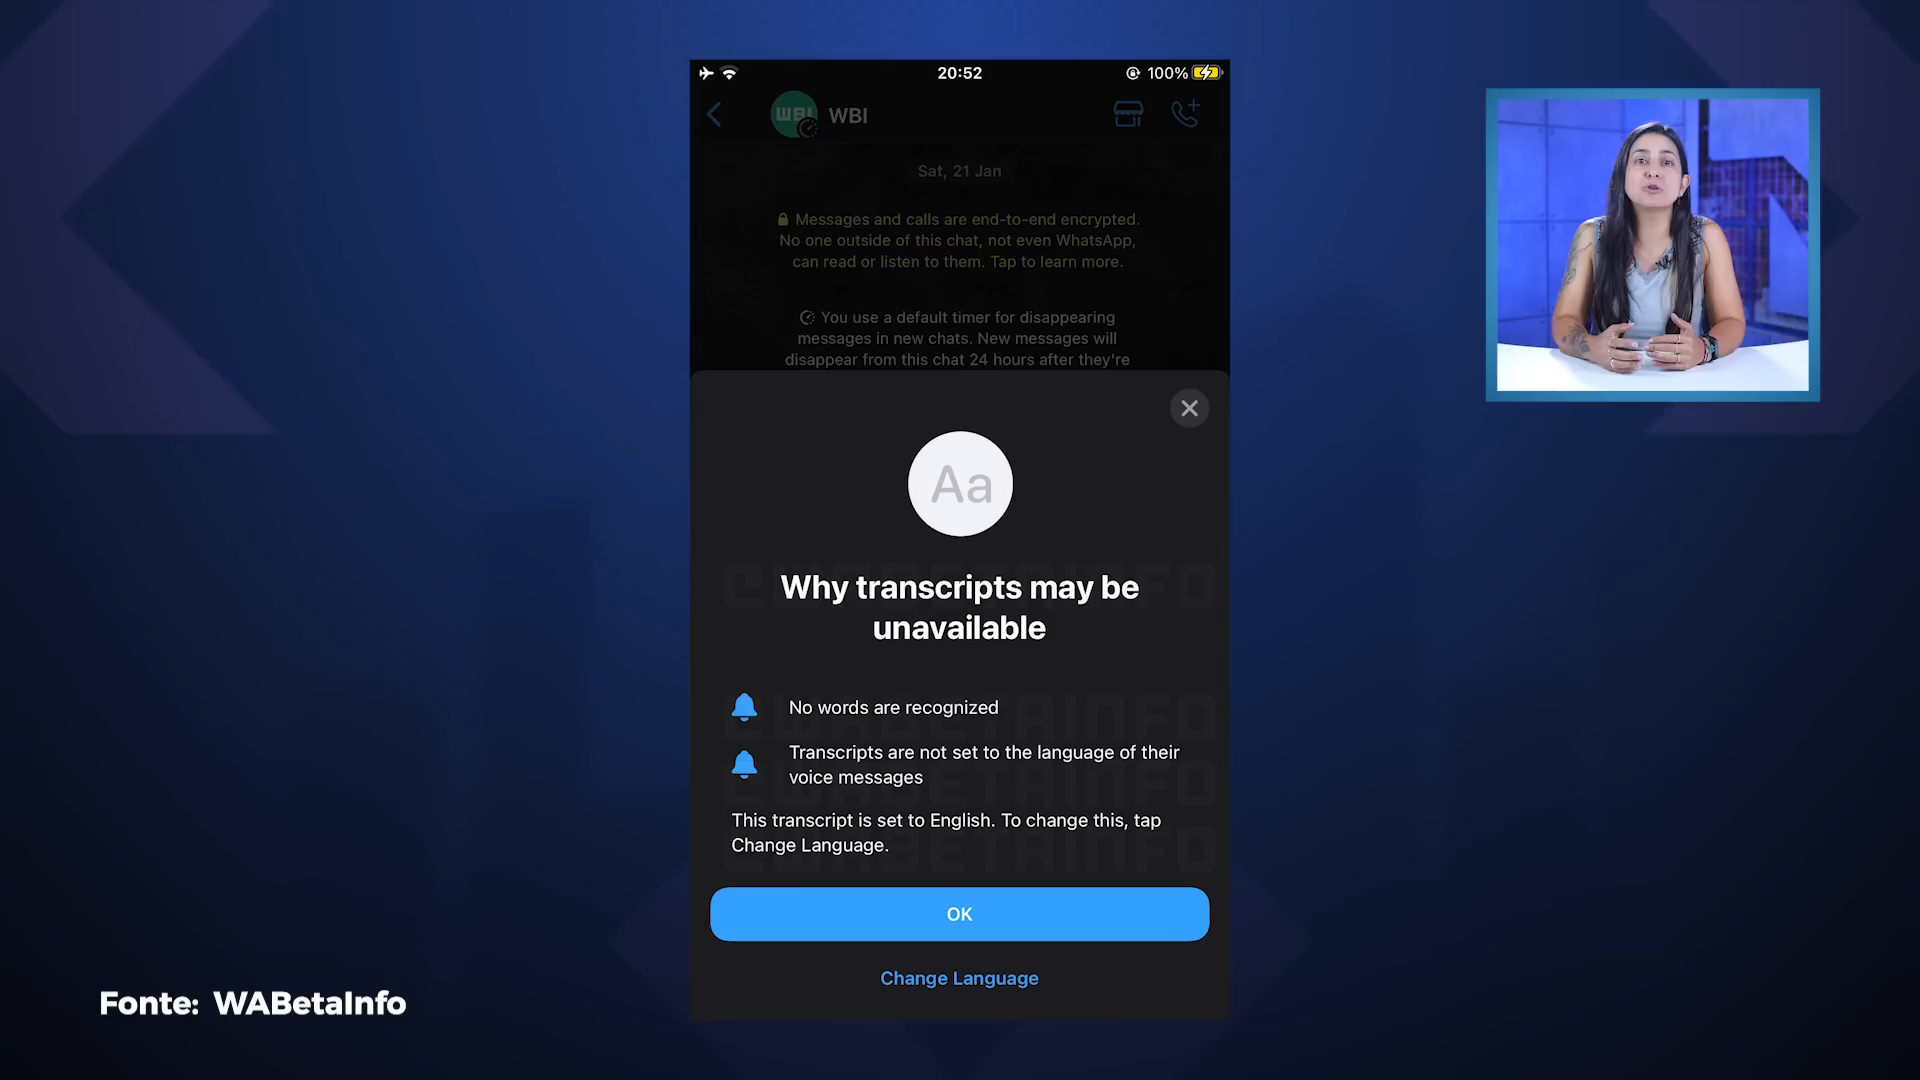 20:52
100%
WBI
WBI
Sat, 21 Jan
Messages and calls are end-to-end encrypted.
No one outside of this chat, not even WhatsApp,
can read or listen to them. Tap to learn more.
You use a default timer for disappearing
messages in new chats. New messages will
disappear from this chat 24 hours after they're
Aa
Why transcripts may be
unavailable
No words are recognized
Transcripts are not set to the language of their
voice messages
This transcript is set to English. To change this, tap
Change Language.
OK
Change Language
Fonte: WABetaInfo